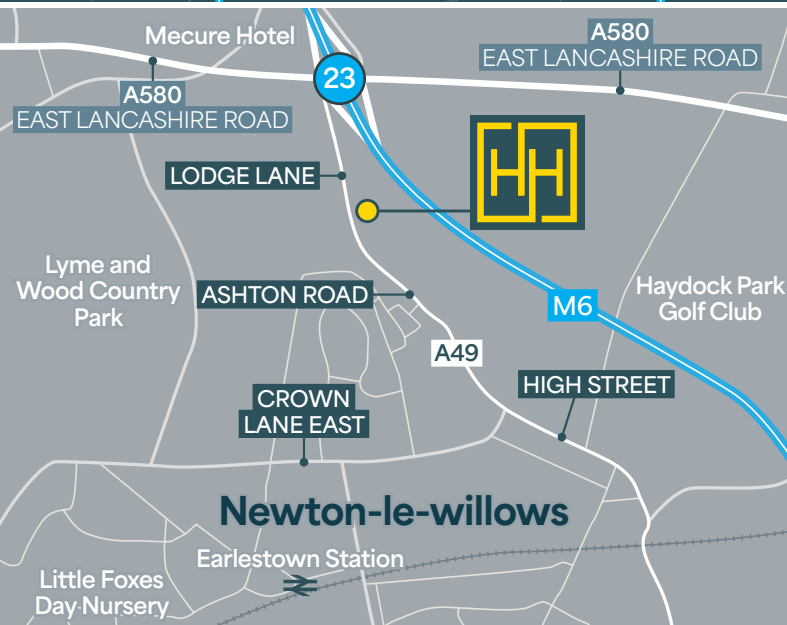 Mecure Hotel
A580
EAST LANCASHIRE ROAD
23
A580
EAST LANCASHIRE ROAD
LODGE LANE
HH
Lyme and
Wood Country
Park
ASHTON ROAD
M6
Haydock Park
Golf Club
A49
HIGH STREET
CROWN
LANE EAST
Newton-le-willows
Earlestown Station
Little Foxes
Day Nursery